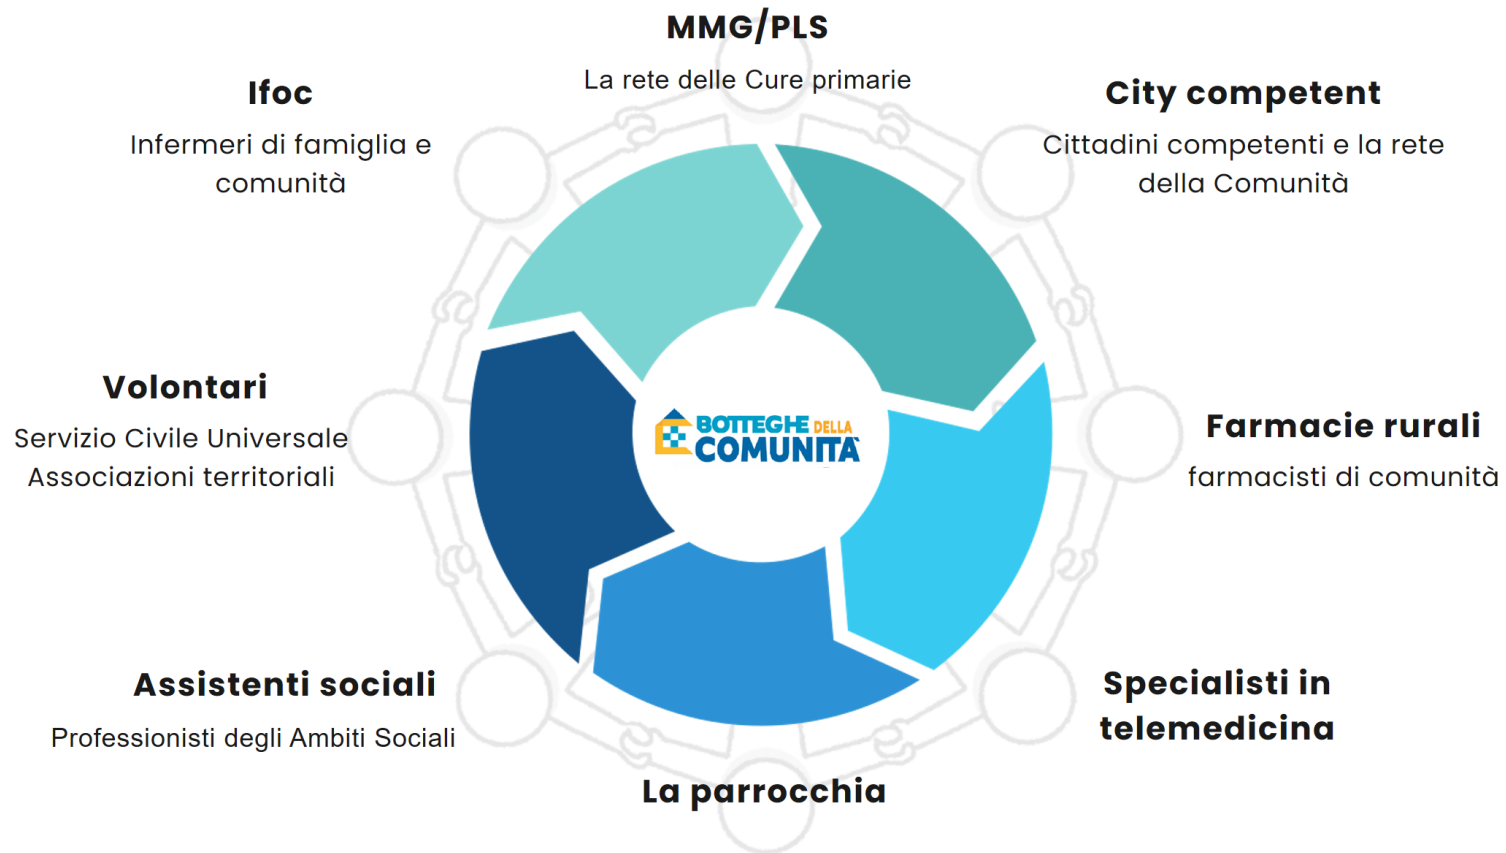 MMG/PLS
La rete delle Cure primarie
Ifoc
Infermeri di famiglia e
comunità
City competent
Cittadini competenti e la rete
della Comunità
Volontari
Servizio Civile Universale
Associazioni territoriali
BOTTEGHE DELLA
COMUNITÀ
Farmacie rurali
farmacisti di comunità
Assistenti sociali
Professionisti degli Ambiti Sociali
Specialisti in
telemedicina
La parrocchia